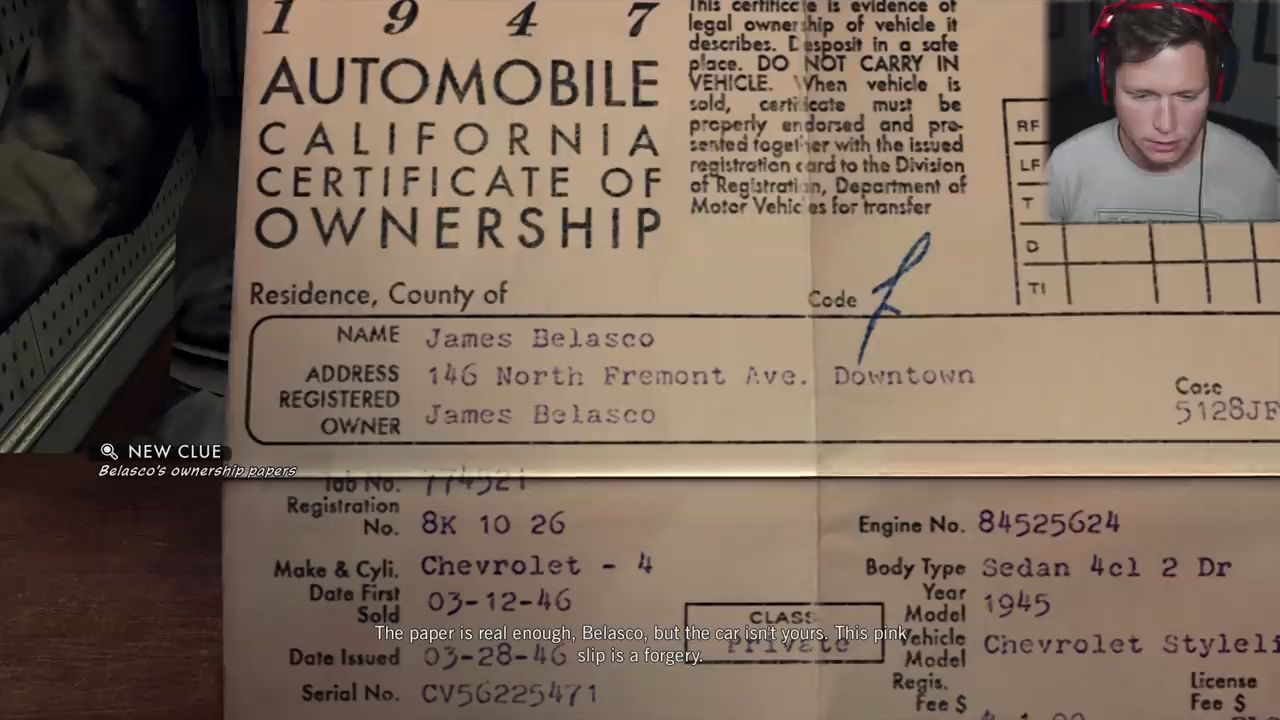 1 9 4 7
AUTOMOBILE
CALIFORNIA
CERTIFICATE OF
OWNERSHIP
This certificate is evidence of
legal ownership of vehicle it
describes. Desposit in a safe
place. DO NOT CARRY IN
VEHICLE. When vehicle is
sold, certificate must be
properly endorsed and pre-
sented together with the issued
registration card to the Division
of Registration, Department of
Motor Vehicles for transfer
RF
LF
T
D
TI
Residence, County of
Code
NAME James Belasco
ADDRESS 146 North Fremont Ave. Downtown
REGISTERED OWNER James Belasco
Case
5128JF
NEW CLUE
Belasco's ownership papers
Tab No. 774521
Registration No. 8K 10 26
Engine No. 84525624
Make & Cyli. Chevrolet - 4
Body Type Sedan 4cl 2 Dr
Date First Sold 03-12-46
Year Model 1945
CLASS
Private
The paper is real enough, Belasco, but the car isn't yours. This pink
slip is a forgery.
Vehicle Model Chevrolet Styleli
Date Issued 03-28-46
Serial No. CV56225471
Regis. Fee $
License Fee $